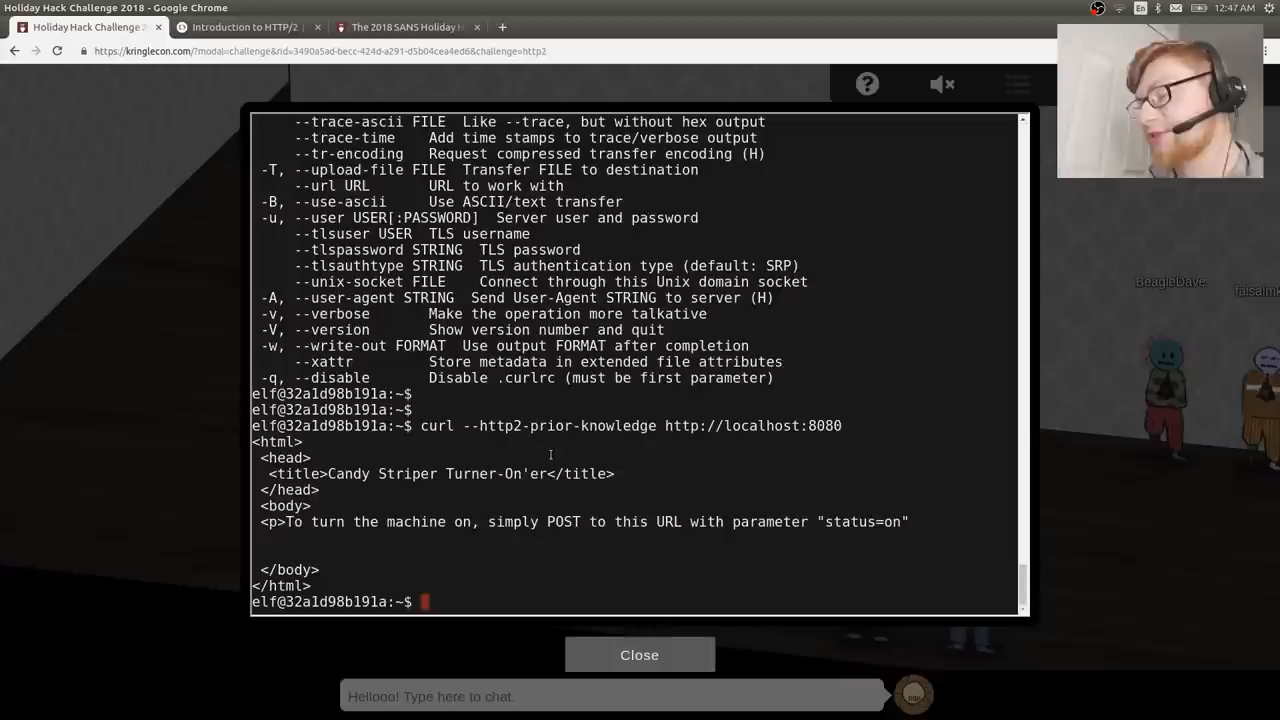 Holiday Hack Challenge 2018 - Google Chrome
En
12:47 AM
Holiday Hack Challenge 2
Introduction to HTTP/2
The 2018 SANS Holiday H
https://kringlecon.com/?modal=challenge&rid=3490a5ad-becc-424d-a291-d5b04cea4ed6&challenge=http2
     --trace-ascii FILE  Like --trace, but without hex output
     --trace-time    Add time stamps to trace/verbose output
     --tr-encoding   Request compressed transfer encoding (H)
 -T, --upload-file FILE  Transfer FILE to destination
     --url URL       URL to work with
 -B, --use-ascii     Use ASCII/text transfer
 -u, --user USER[:PASSWORD]  Server user and password
     --tlsuser USER  TLS username
     --tlspassword STRING  TLS password
     --tlsauthtype STRING  TLS authentication type (default: SRP)
     --unix-socket FILE    Connect through this Unix domain socket
 -A, --user-agent STRING  Send User-Agent STRING to server (H)
 -v, --verbose       Make the operation more talkative
 -V, --version       Show version number and quit
 -w, --write-out FORMAT  Use output FORMAT after completion
     --xattr         Store metadata in extended file attributes
 -q, --disable       Disable .curlrc (must be first parameter)
elf@32a1d98b191a:~$
elf@32a1d98b191a:~$
elf@32a1d98b191a:~$ curl --http2-prior-knowledge http://localhost:8080
<html>
 <head>
  <title>Candy Striper Turner-On'er</title>
 </head>
 <body>
 <p>To turn the machine on, simply POST to this URL with parameter "status=on"
 </body>
</html>
elf@32a1d98b191a:~$
BeagleDave
faisalm
Close
Hellooo! Type here to chat.